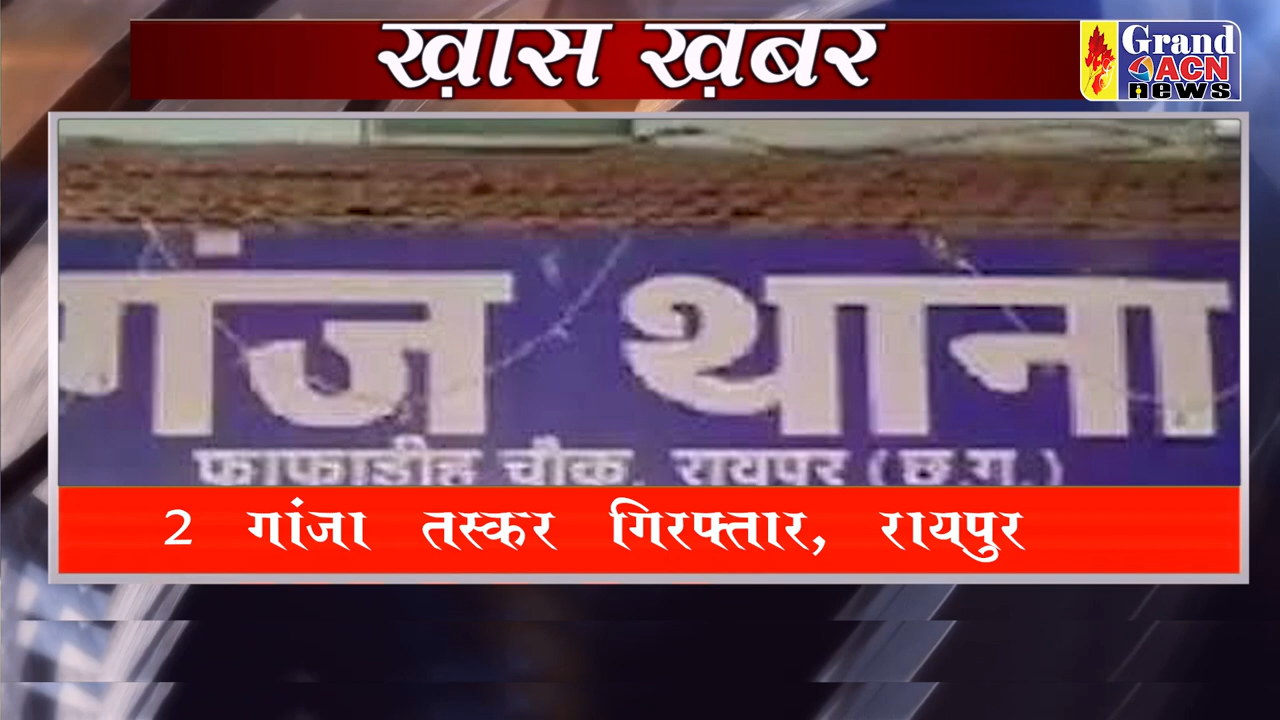 ख़ास ख़बर
Grand
ACN
news
गंज थाना
फाफाडीह चौक, रायपुर (छ.ग.)
2 गांजा तस्कर गिरफ्तार, रायपुर